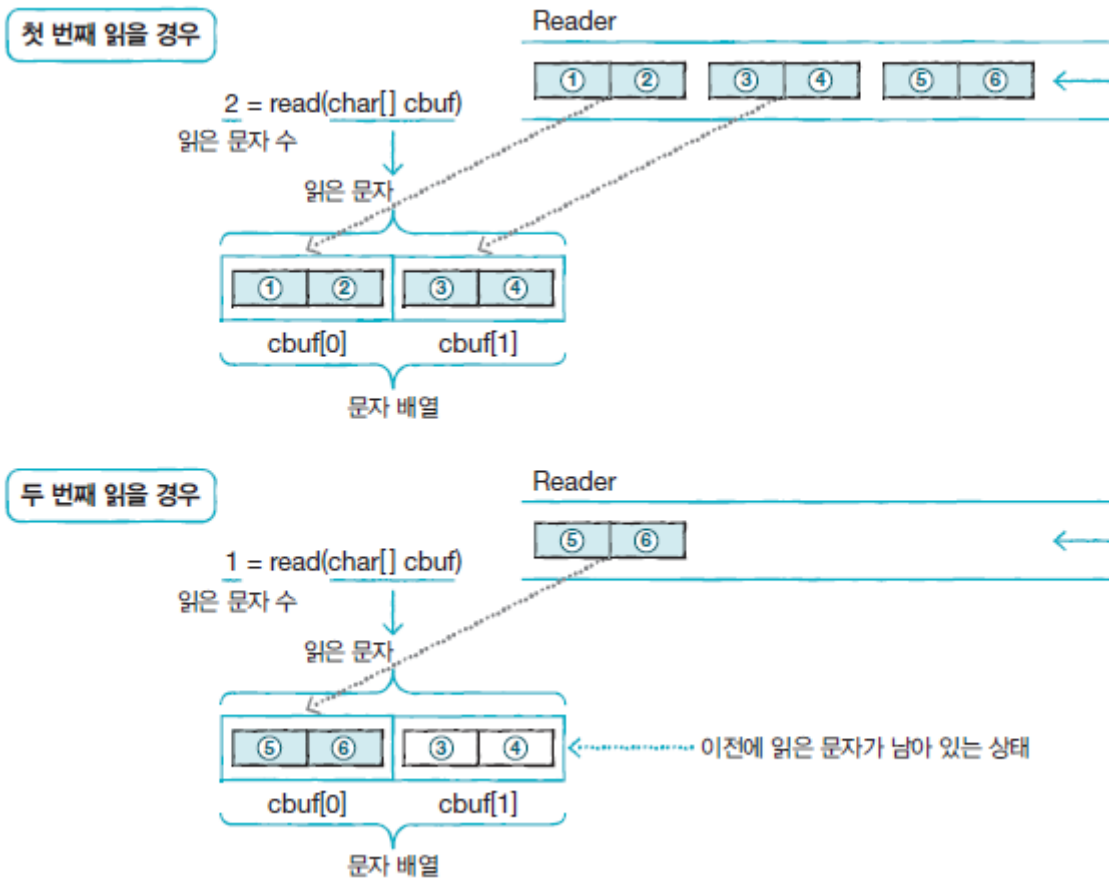 첫 번째 읽을 경우
Reader
① ② ③ ④ ⑤ ⑥
2 = read(char[] cbuf)
읽은 문자 수
읽은 문자
① ② ③ ④
cbuf[0] cbuf[1]
문자 배열
두 번째 읽을 경우
Reader
⑤ ⑥
1 = read(char[] cbuf)
읽은 문자 수
읽은 문자
⑤ ⑥ ③ ④ 이전에 읽은 문자가 남아 있는 상태
cbuf[0] cbuf[1]
문자 배열